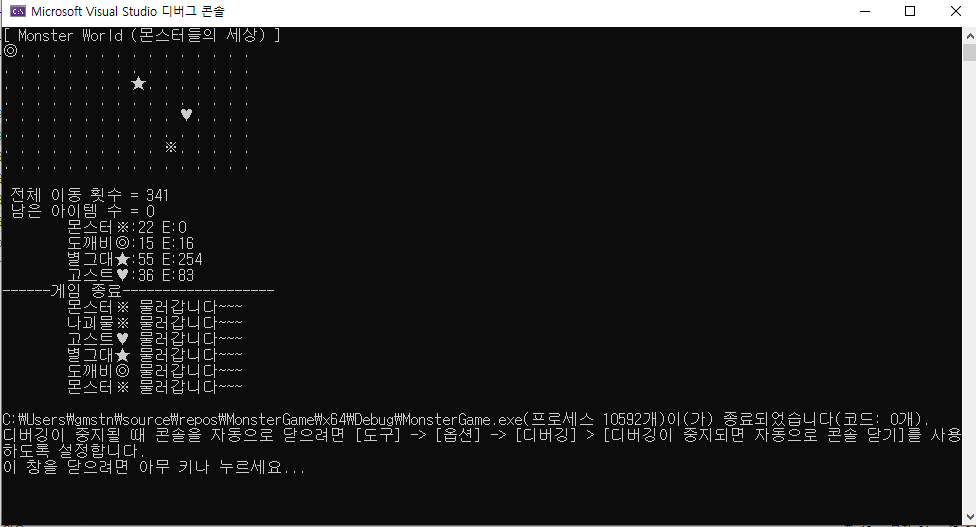 Microsoft Visual Studio 디버그 콘솔
[ Monster World (몬스터들의 세상) ]
◎. . . . . . . . . . . . . . .
. . . . . . . . . . . . . . . .
. . . . . . . . ★. . . . . . .
. . . . . . . . . . . . . . . .
. . . . . . . . . . . ♥. . . .
. . . . . . . . . . . . . . . .
. . . . . . . . . . ※. . . . .
. . . . . . . . . . . . . . . .
전체 이동 횟수 = 341
남은 아이템 수 = 0
몬스터※:22 E:0
도깨비◎:15 E:16
별그대★:55 E:254
고스트♥:36 E:83
------게임 종료-------------------
몬스터※ 물러갑니다~~~
나괴물※ 물러갑니다~~~
고스트♥ 물러갑니다~~~
별그대★ 물러갑니다~~~
도깨비◎ 물러갑니다~~~
몬스터※ 물러갑니다~~~
C:₩Users₩gmstn₩source₩repos₩MonsterGame₩x64₩Debug₩MonsterGame.exe(프로세스 10592개)이(가) 종료되었습니다(코드: 0개).
디버깅이 중지될 때 콘솔을 자동으로 닫으려면 [도구] -> [옵션] -> [디버깅] > [디버깅이 중지되면 자동으로 콘솔 닫기]를 사용
하도록 설정합니다.
이 창을 닫으려면 아무 키나 누르세요...